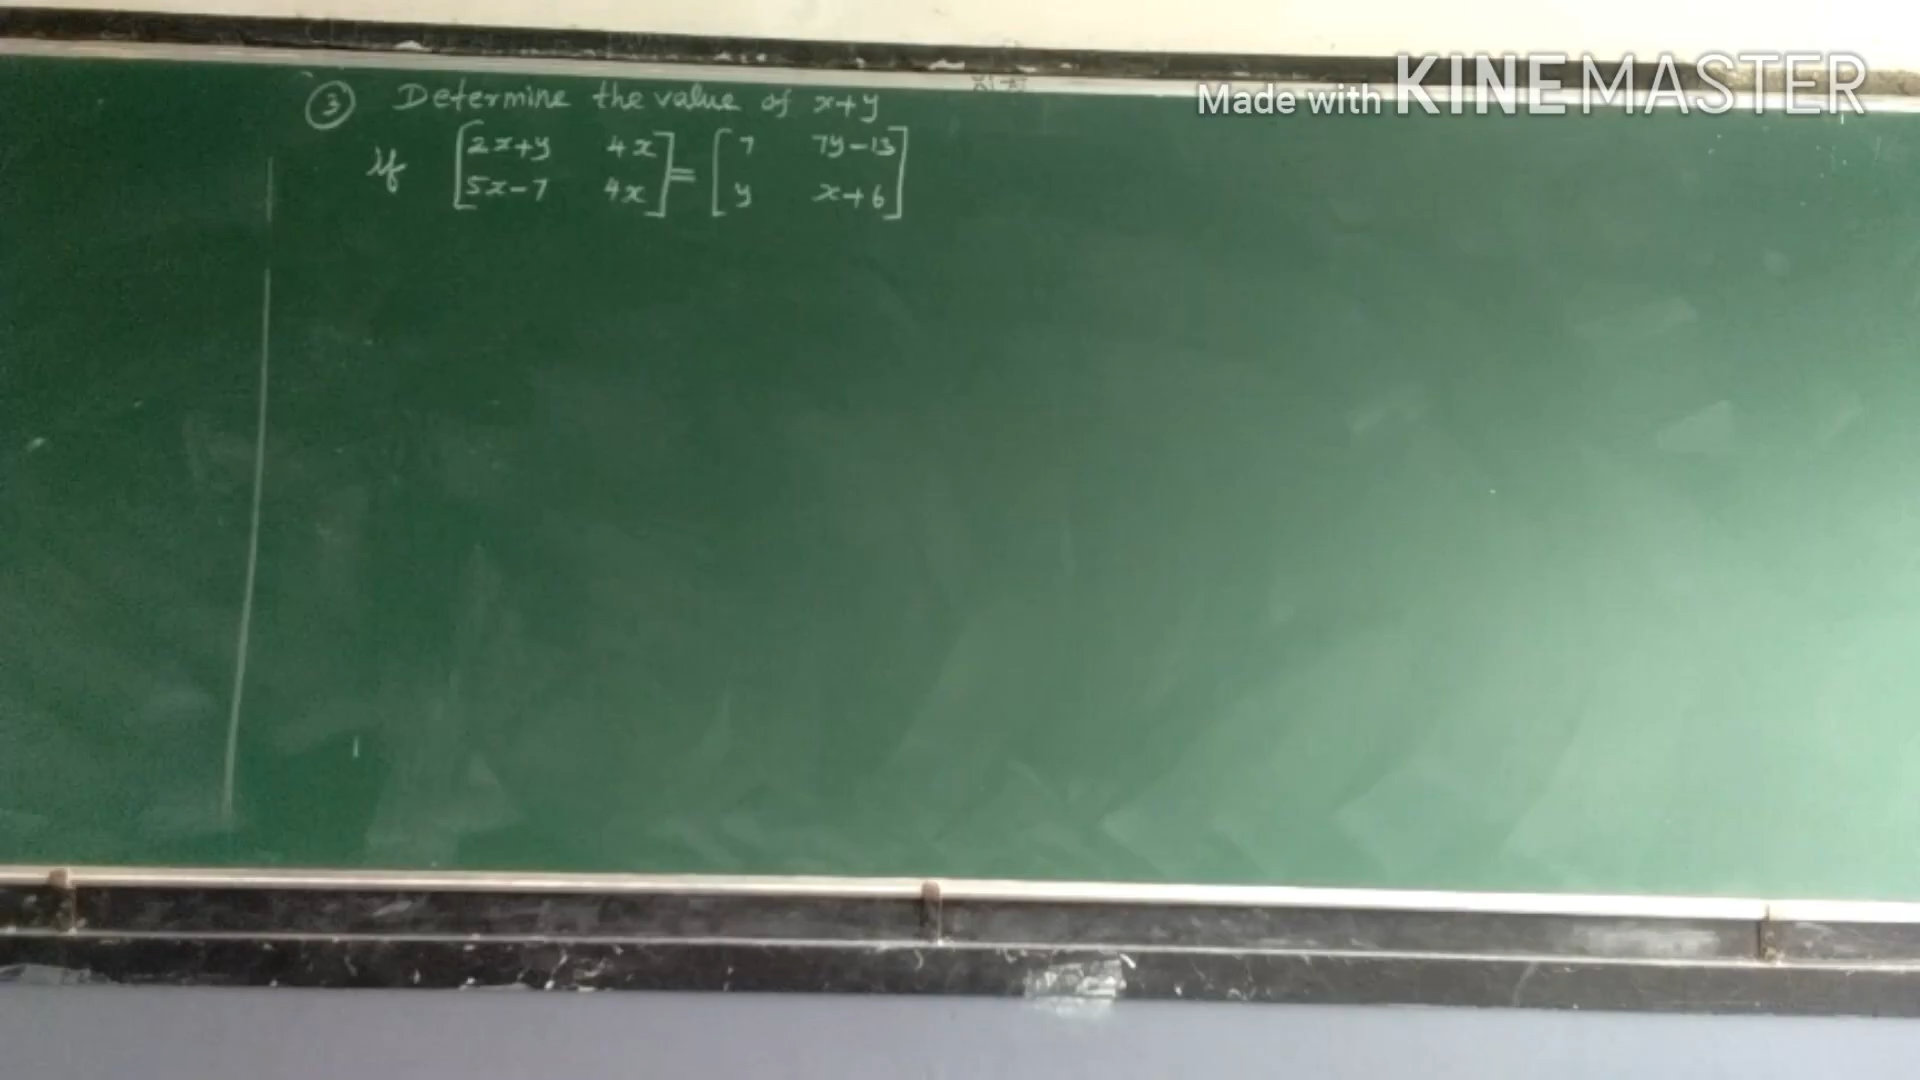 Made with KINEMASTER
③ Determine the value of x+y
if [2x+y 4x] = [7 7y-13]
[5x-7 4x] [y x+6]